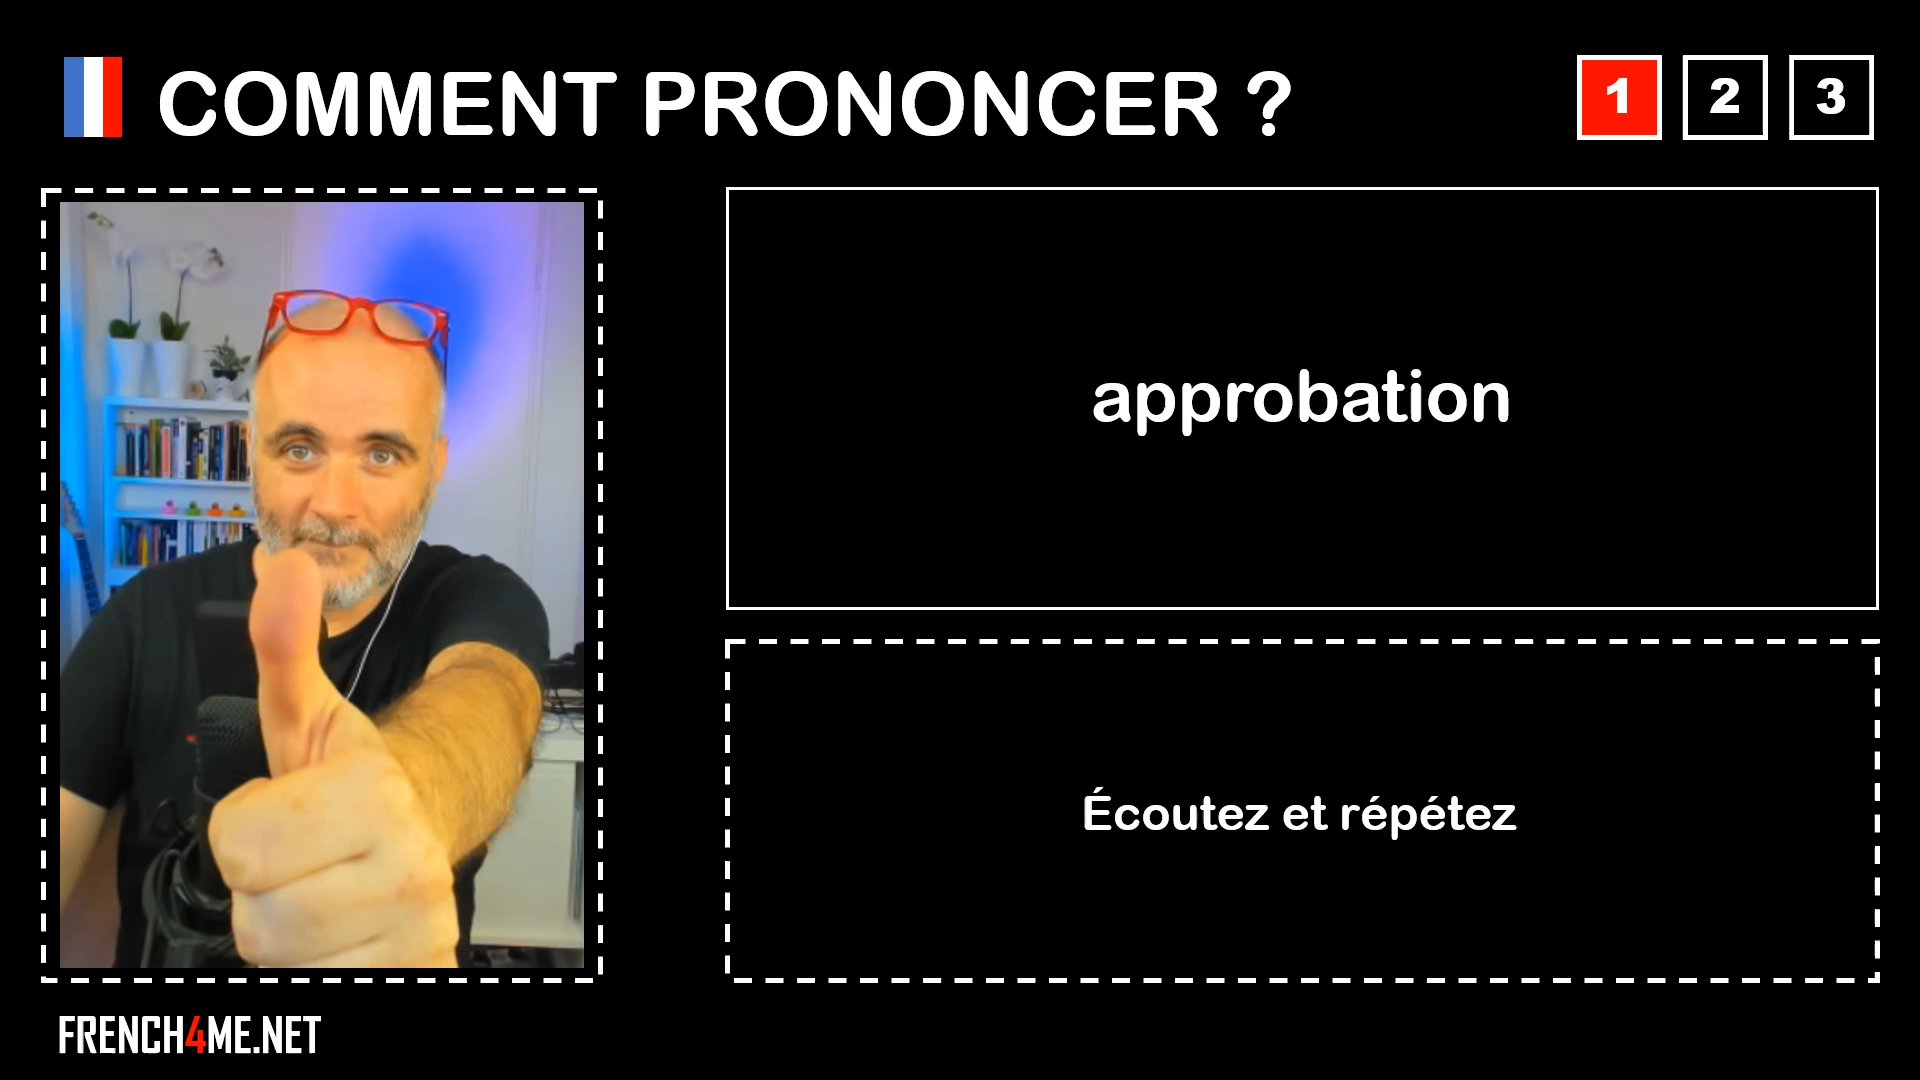 COMMENT PRONONCER ?
1
2
3
approbation
Écoutez et répétez
FRENCH4ME.NET